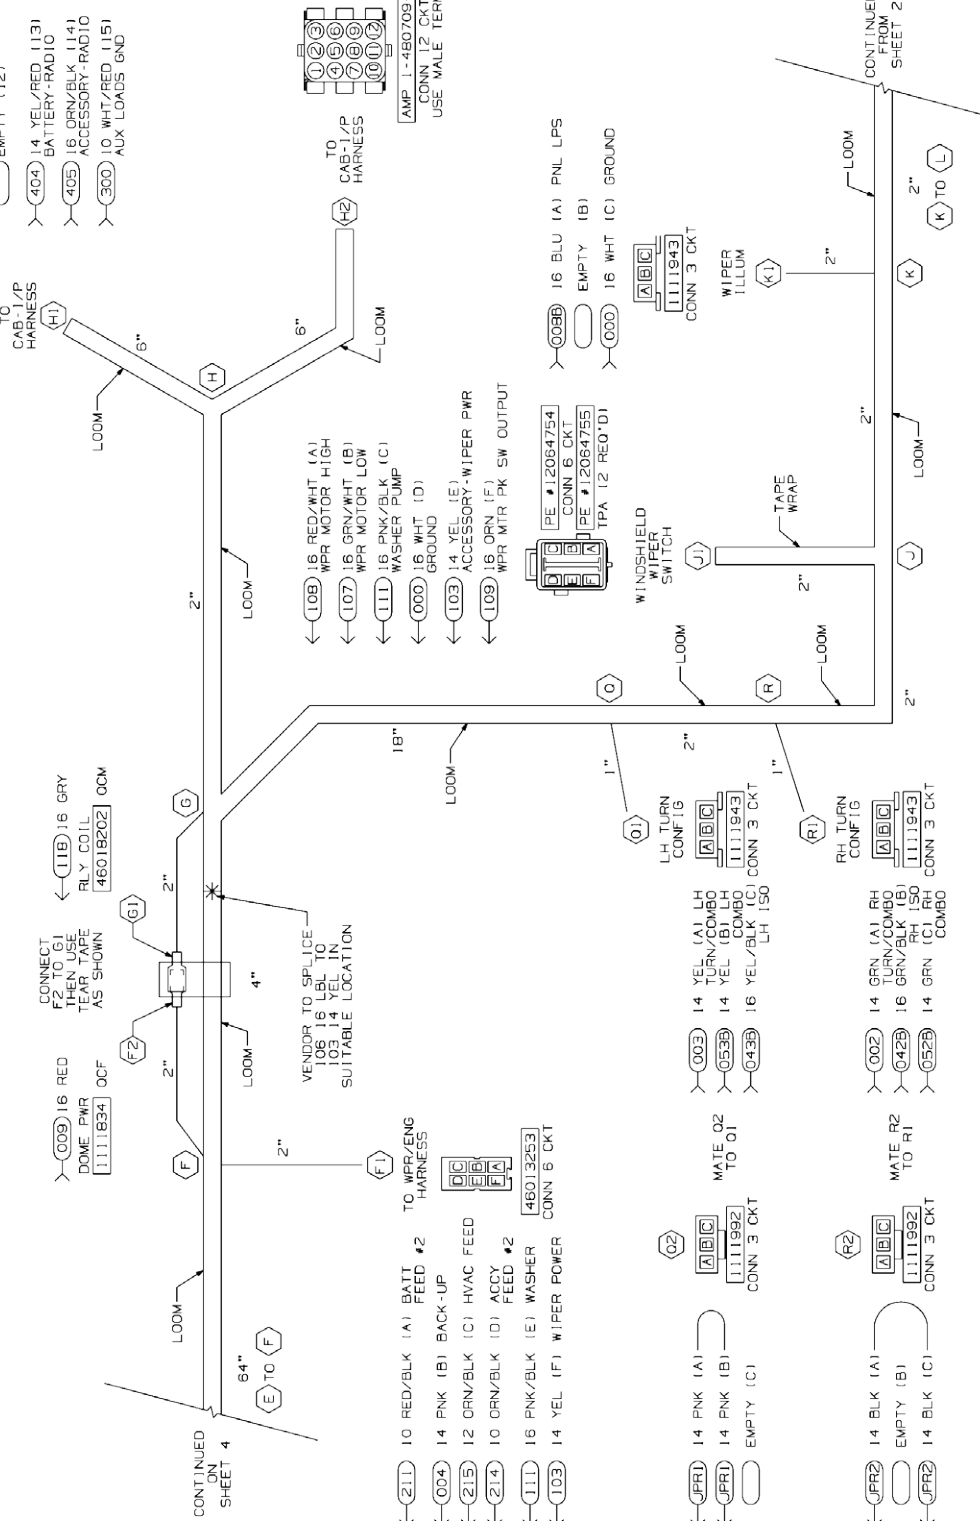 EMPTY (12)
404 14 YEL/RED (13)
BATTERY-RADIO
405 16 ORN/BLK (14)
ACCESSORY-RADIO
300 10 WHT/RED (15)
AUX LOADS GND
TO
CAB-I/P
HARNESS
H1
LOOM
6"
H
6"
LOOM
H2
TO
CAB-I/P
HARNESS
1 2 3
4 5 6
7 8 9
10 11 12
AMP 1-480709
CONN 12 CKT
USE MALE TERM
CONTINUED
FROM
SHEET 2
2"
LOOM
108 16 RED/WHT (A)
WPR MOTOR HIGH
107 16 GRN/WHT (B)
WPR MOTOR LOW
111 16 PNK/BLK (C)
WASHER PUMP
000 16 WHT (D)
GROUND
103 14 YEL (E)
ACCESSORY-WIPER PWR
109 16 ORN (F)
WPR MTR PK SW OUTPUT
PE #12064754
CONN 6 CKT
PE #12064755
TPA (2 REQ'D)
D C
E B
F A
WINDSHIELD
WIPER
SWITCH
J1
TAPE
WRAP
2"
J
008B 16 BLU (A) PNL LPS
EMPTY (B)
000 16 WHT (C) GROUND
A B C
1111943
CONN 3 CKT
WIPER
ILLUM
K1
2"
K
LOOM
2"
K TO L
2"
LOOM
118 16 GRY
RLY COIL
46018202 QCM
G
2"
G1
CONNECT
F2 TO G1
THEN USE
TEAR TAPE
AS SHOWN
F2
4"
009 16 RED
DOME PWR
1111834 QCF
2"
F
LOOM
VENDOR TO SPLICE
106 16 LBL TO
103 14 YEL IN
SUITABLE LOCATION
18"
LOOM
Q
1"
Q1
LOOM
2"
R
1"
R1
LOOM
2"
LH TURN
CONFIG
A B C
1111943
CONN 3 CKT
003 14 YEL (A) LH
TURN/COMBO
053B 14 YEL (B) LH
COMBO
043B 16 YEL/BLK (C)
LH ISO
RH TURN
CONFIG
A B C
1111943
CONN 3 CKT
002 14 GRN (A) RH
TURN/COMBO
042B 16 GRN/BLK (B)
RH ISO
052B 14 GRN (C) RH
COMBO
2"
F1
TO WPR/ENG
HARNESS
D C
E B
F A
46013253
CONN 6 CKT
211 10 RED/BLK (A) BATT
FEED #2
004 14 PNK (B) BACK-UP
215 12 ORN/BLK (C) HVAC FEED
214 10 ORN/BLK (D) ACCY
FEED #2
111 16 PNK/BLK (E) WASHER
103 14 YEL (F) WIPER POWER
LOOM
64"
E TO F
CONTINUED
ON
SHEET 4
MATE Q2
TO Q1
Q2
A B C
1111992
CONN 3 CKT
JPR1 14 PNK (A)
JPR1 14 PNK (B)
EMPTY (C)
MATE R2
TO R1
R2
A B C
1111992
CONN 3 CKT
JPR2 14 BLK (A)
EMPTY (B)
JPR2 14 BLK (C)